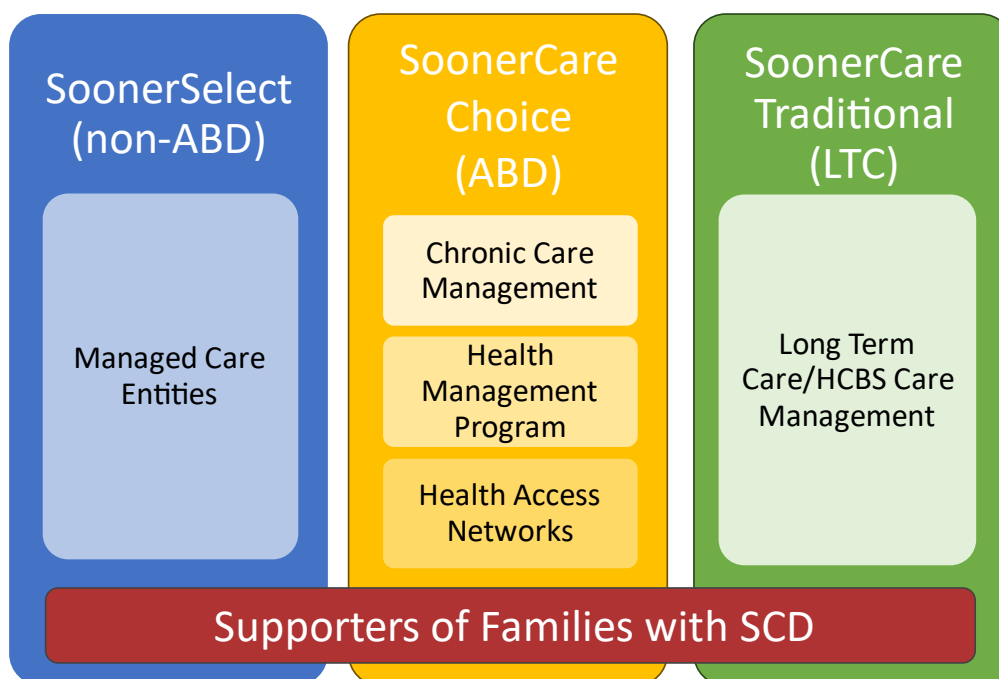 SoonerSelect
(non-ABD)
Managed Care
Entities
SoonerCare
Choice
(ABD)
Chronic Care
Management
Health
Management
Program
Health Access
Networks
SoonerCare
Traditional
(LTC)
Long Term
Care/HCBS Care
Management
Supporters of Families with SCD